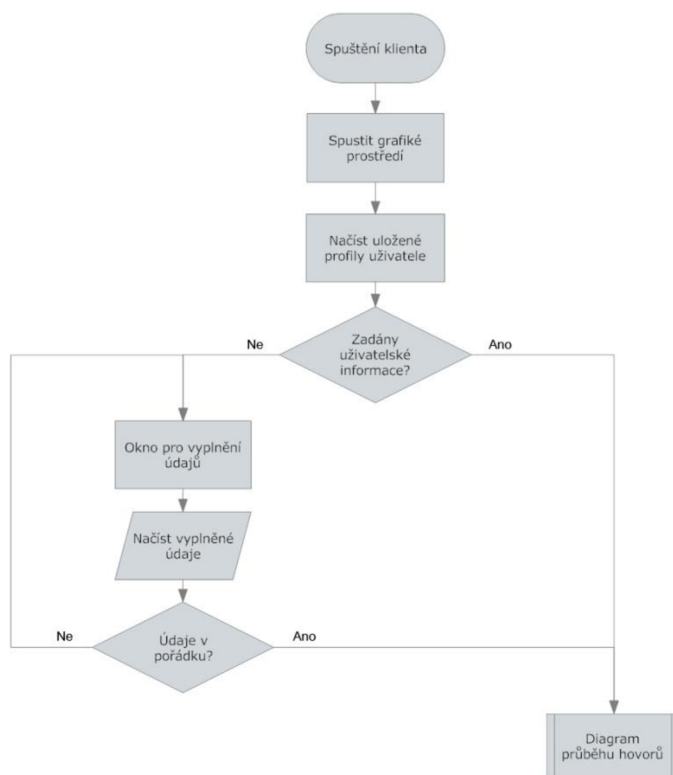 Spuštění klienta
Spustit grafiké
prostředí
Načíst uložené
profily uživatele
Zadány
uživatelské
informace?
Ne
Ano
Okno pro vyplnění
údajů
Načíst vyplněné
údaje
Údaje v
pořádku?
Ne
Ano
Diagram
průběhu hovorů